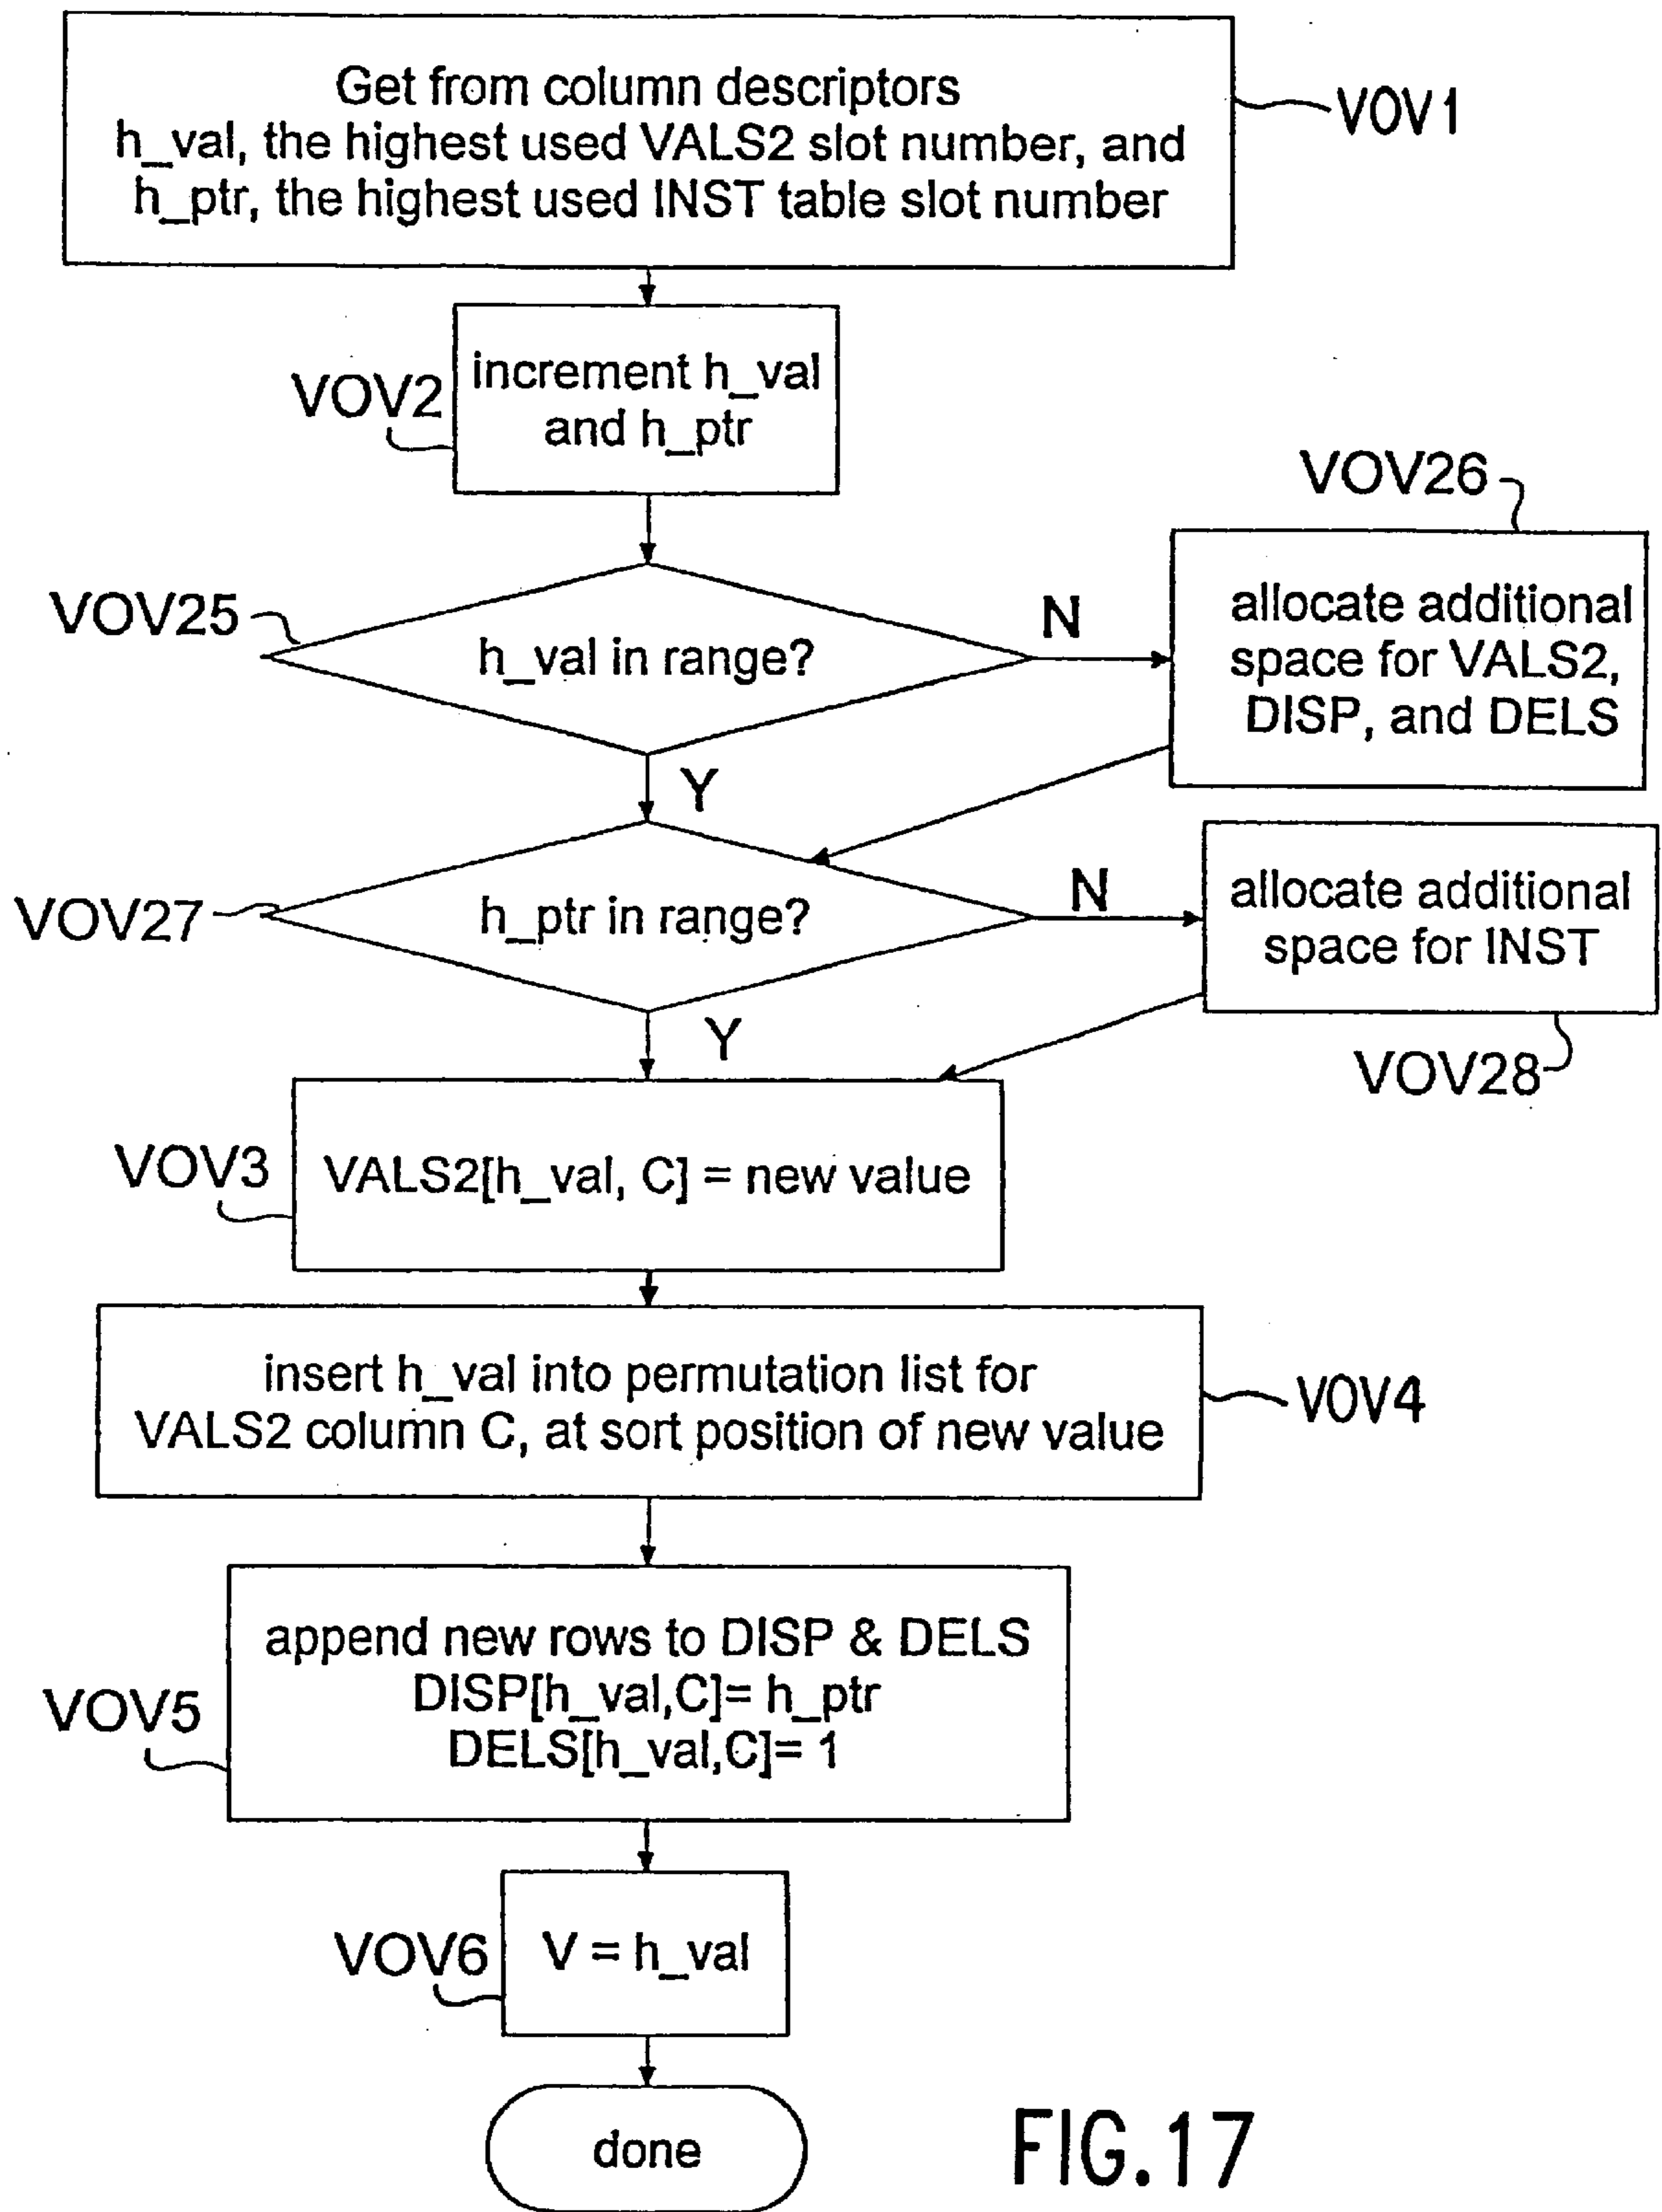 Get from column descriptors
h_val, the highest used VALS2 slot number, and
h_ptr, the highest used INST table slot number
VOV1
increment h_val
and h_ptr
VOV2
VOV26
VOV25
h_val in range?
N
allocate additional
space for VALS2,
DISP, and DELS
Y
VOV27
h_ptr in range?
N
allocate additional
space for INST
Y
VOV28
VOV3
VALS2[h_val, C] = new value
insert h_val into permutation list for
VALS2 column C, at sort position of new value
VOV4
append new rows to DISP & DELS
DISP[h_val,C]= h_ptr
DELS[h_val,C]= 1
VOV5
VOV6
V = h_val
done
FIG.17